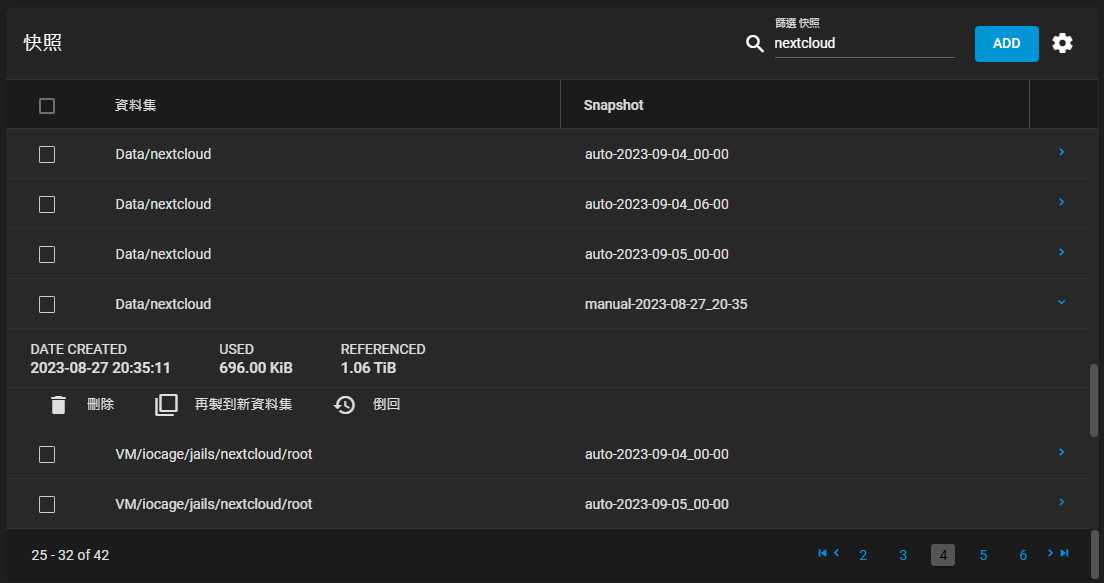 快照
篩選 快照
nextcloud
ADD
資料集 Snapshot
Data/nextcloud auto-2023-09-04_00-00
Data/nextcloud auto-2023-09-04_06-00
Data/nextcloud auto-2023-09-05_00-00
Data/nextcloud manual-2023-08-27_20-35
DATE CREATED USED REFERENCED
2023-08-27 20:35:11 696.00 KiB 1.06 TiB
刪除 再製到新資料集 倒回
VM/iocage/jails/nextcloud/root auto-2023-09-04_00-00
VM/iocage/jails/nextcloud/root auto-2023-09-05_00-00
25 - 32 of 42 2 3 4 5 6